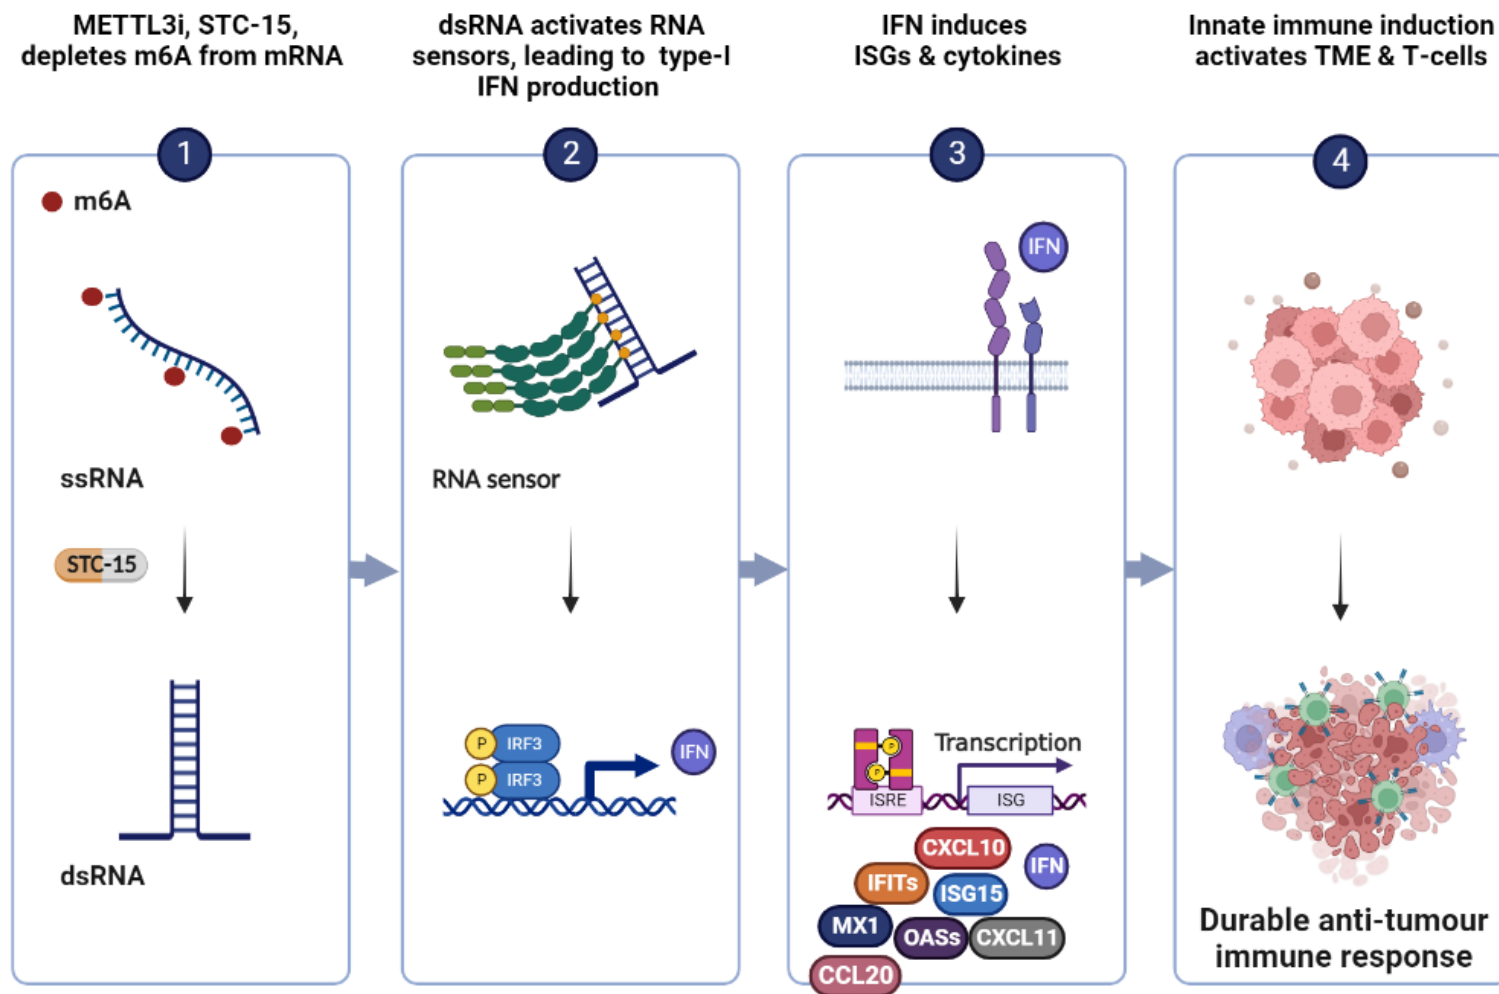 METTL3i, STC-15,
depletes m6A from mRNA
1
m6A
ssRNA
STC-15
dsRNA
dsRNA activates RNA
sensors, leading to type-I
IFN production
2
RNA sensor
P IRF3
P IRF3
IFN
IFN induces
ISGs & cytokines
3
IFN
Transcription
P
P
ISRE
ISG
CXCL10
IFN
IFITs
ISG15
MX1
OASs
CXCL11
CCL20
Innate immune induction
activates TME & T-cells
4
Durable anti-tumour
immune response